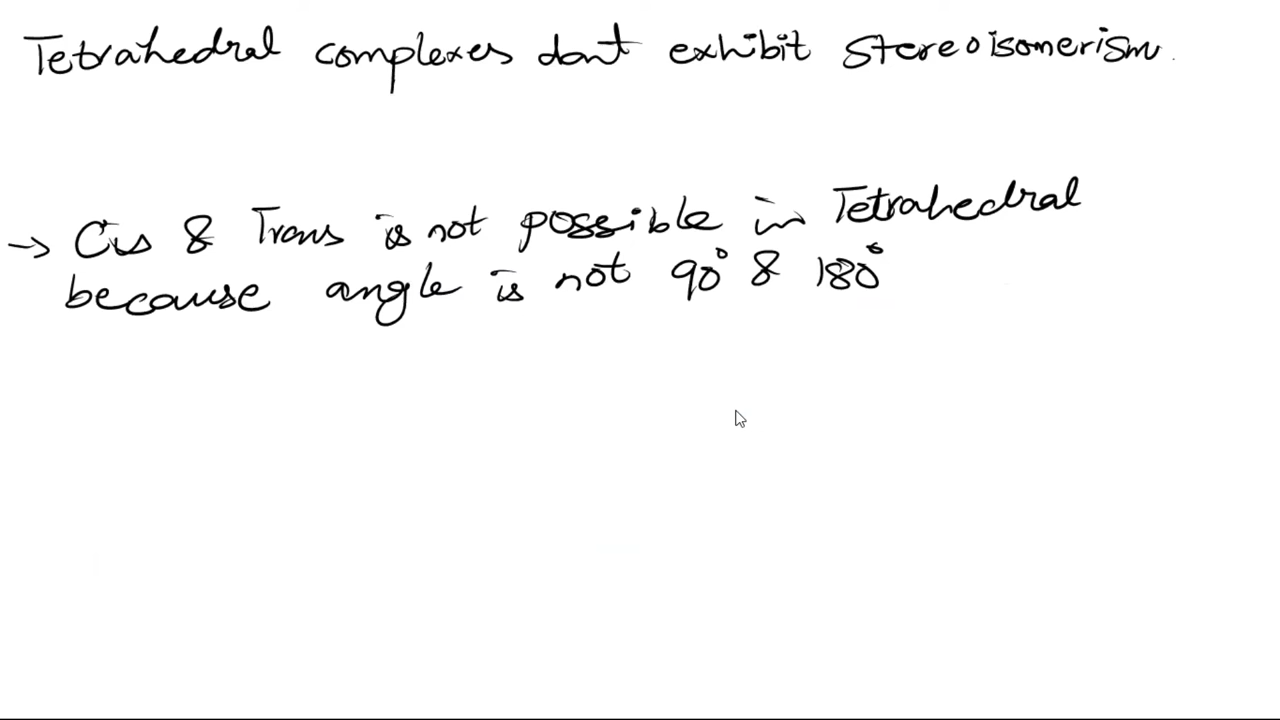 Tetrahedral complexes dont exhibit stereoisomerism.
→ Cis & Trans is not possible in Tetrahedral
because angle is not 90° & 180°